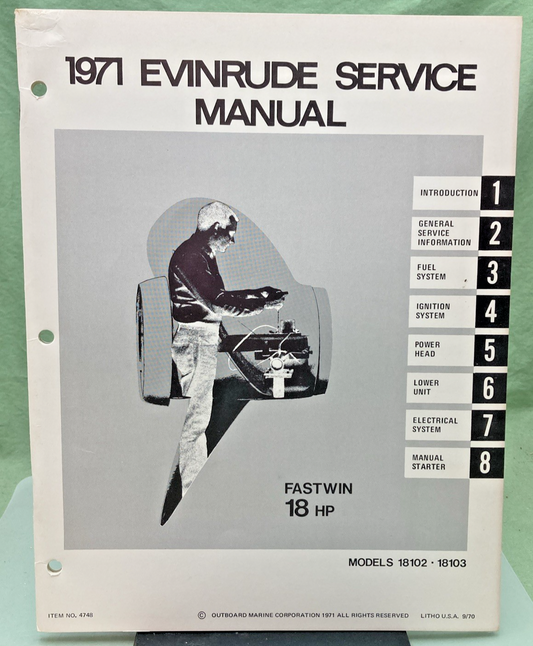 1971 EVINRUDE SERVICE
MANUAL
INTRODUCTION 1
GENERAL
SERVICE
INFORMATION 2
FUEL
SYSTEM 3
IGNITION
SYSTEM 4
POWER
HEAD 5
LOWER
UNIT 6
ELECTRICAL
SYSTEM 7
MANUAL
STARTER 8
FASTWIN
18 HP
MODELS 18102 • 18103
ITEM NO. 4748 © OUTBOARD MARINE CORPORATION 1971 ALL RIGHTS RESERVED LITHO U.S.A. 9/70